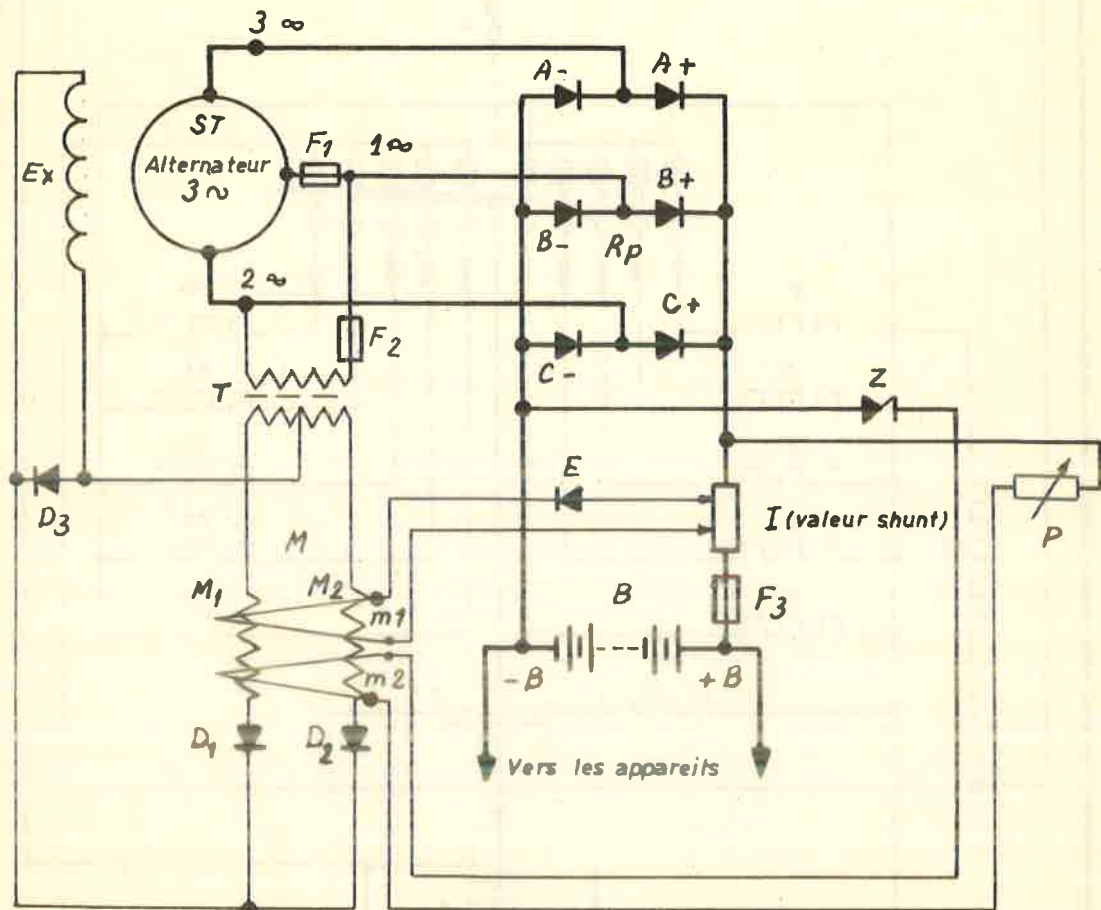 3 ∞
A-
A+
ST
Alternateur
3 ~
F1
1 ∞
Ex
B+
B-
Rp
2 ∞
C+
F2
C-
T
Z
E
D3
I (valeur shunt)
P
M
M1
M2
m1
B
F3
m2
-B
+B
D1
D2
Vers les appareils